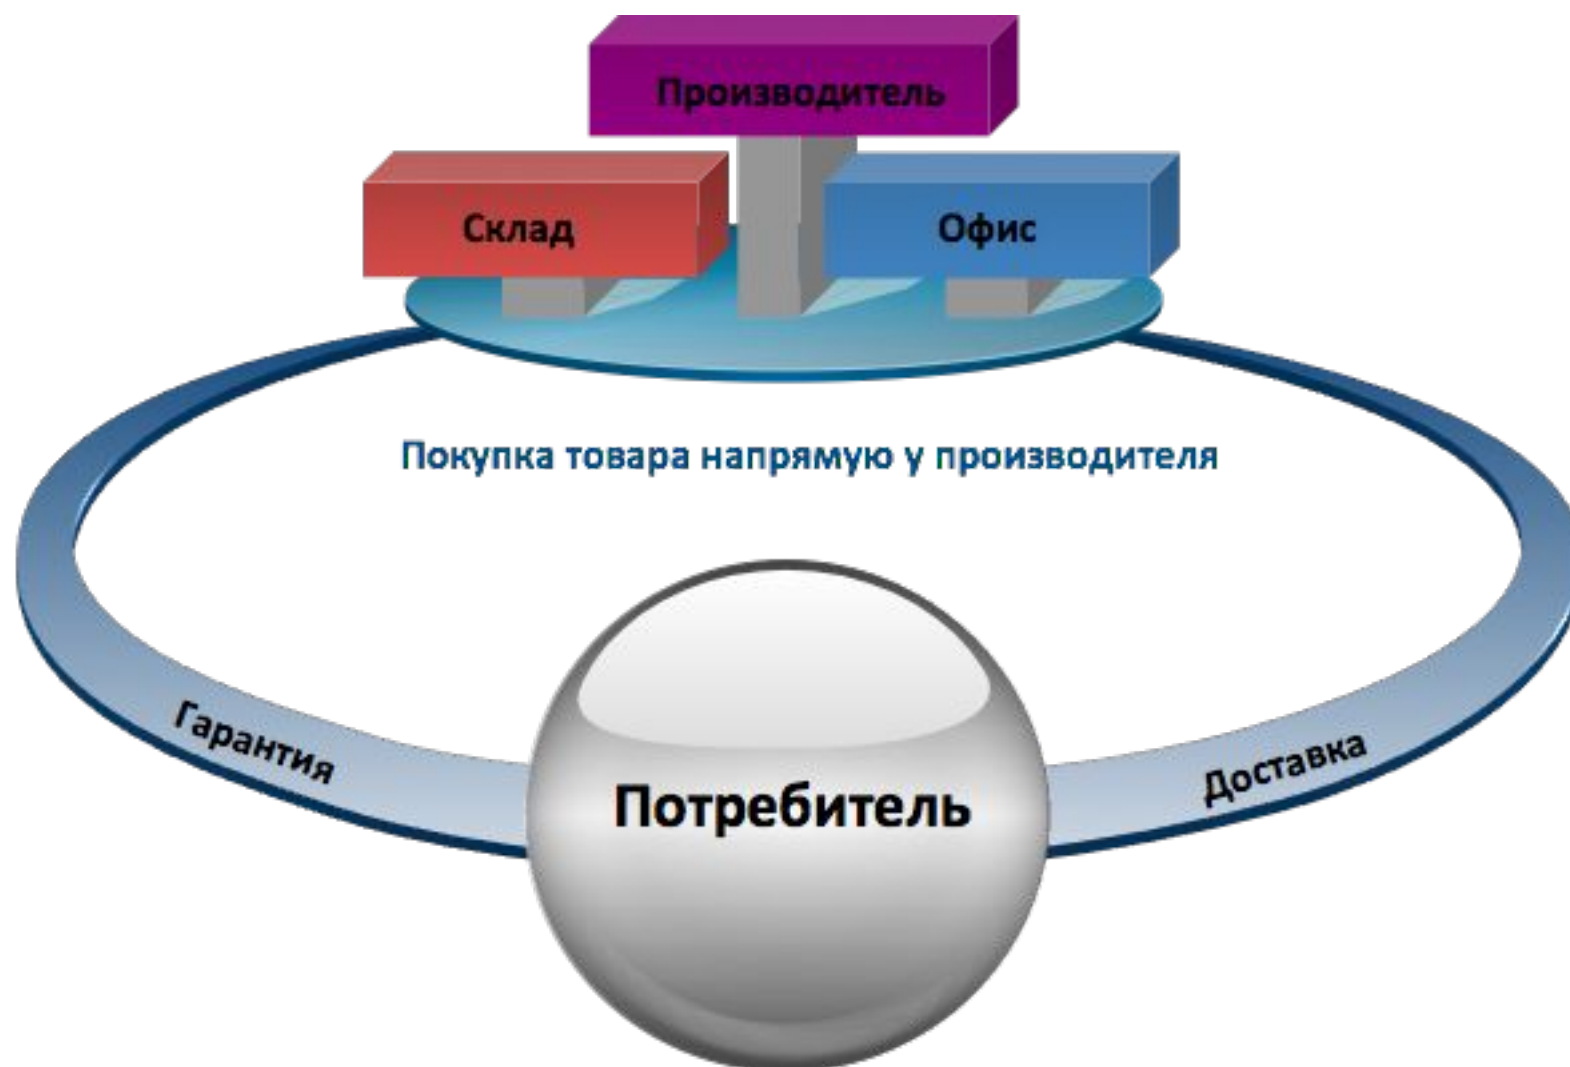 Производитель
Склад
Офис
Покупка товара напрямую у производителя
Гарантия
Доставка
Потребитель